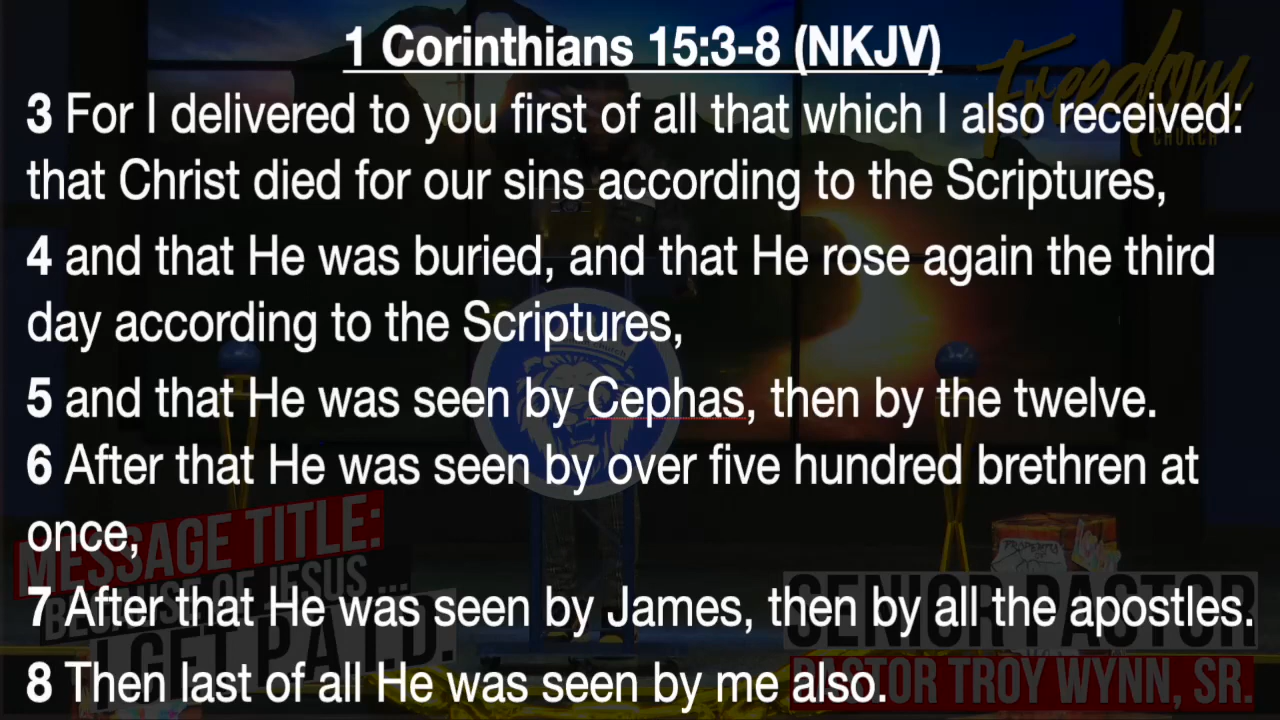 1 Corinthians 15:3-8 (NKJV)
3 For I delivered to you first of all that which I also received:
that Christ died for our sins according to the Scriptures,
4 and that He was buried, and that He rose again the third
day according to the Scriptures,
5 and that He was seen by Cephas, then by the twelve.
6 After that He was seen by over five hundred brethren at
once,
7 After that He was seen by James, then by all the apostles.
8 Then last of all He was seen by me also.
Freedom
CHURCH
MESSAGE TITLE:
BECAUSE OF JESUS ...
I GET PAID.
SENIOR PASTOR
PASTOR TROY WYNN, SR.